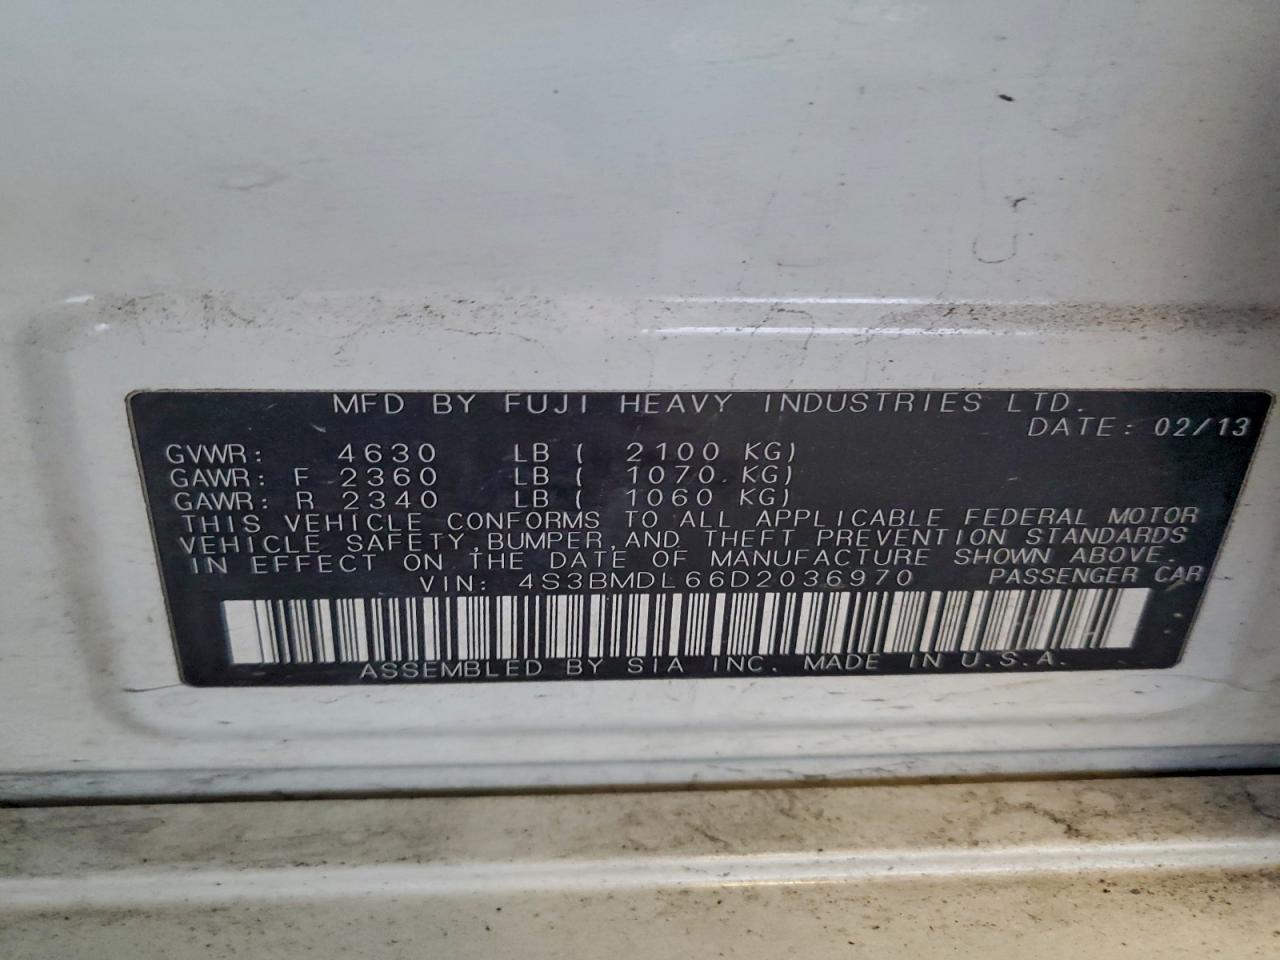 MFD BY FUJI HEAVY INDUSTRIES LTD.
DATE: 02/13
GVWR: 4630 LB ( 2100 KG)
GAWR: F 2360 LB ( 1070 KG)
GAWR: R 2340 LB ( 1060 KG)
THIS VEHICLE CONFORMS TO ALL APPLICABLE FEDERAL MOTOR
VEHICLE SAFETY,BUMPER,AND THEFT PREVENTION STANDARDS
IN EFFECT ON THE DATE OF MANUFACTURE SHOWN ABOVE.
VIN: 4S3BMDL66D2036970 PASSENGER CAR
ASSEMBLED BY SIA INC. MADE IN U.S.A.